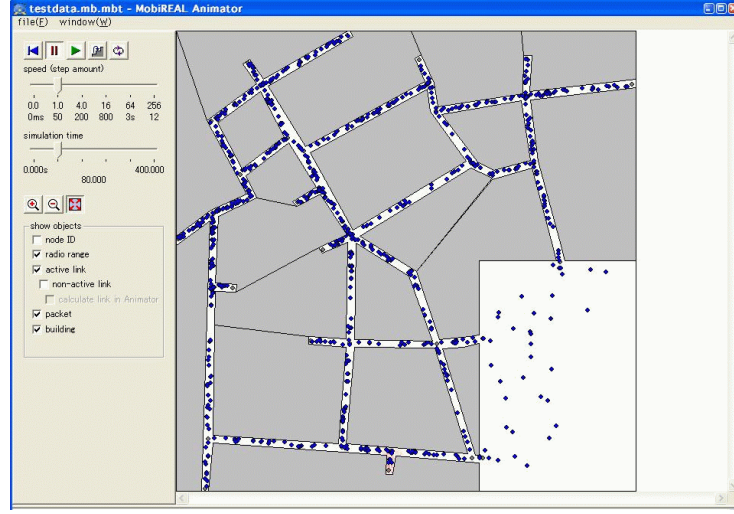 testdata.mb.mbt - MobiREAL Animator
file(F) window(W)
speed (step amount)
0.0 1.0 4.0 16 64 256
0ms 50 200 800 3s 12
simulation time
0.000s 400.000
80.000
show objects
node ID
radio range
active link
non-active link
calculate link in Animator
packet
building